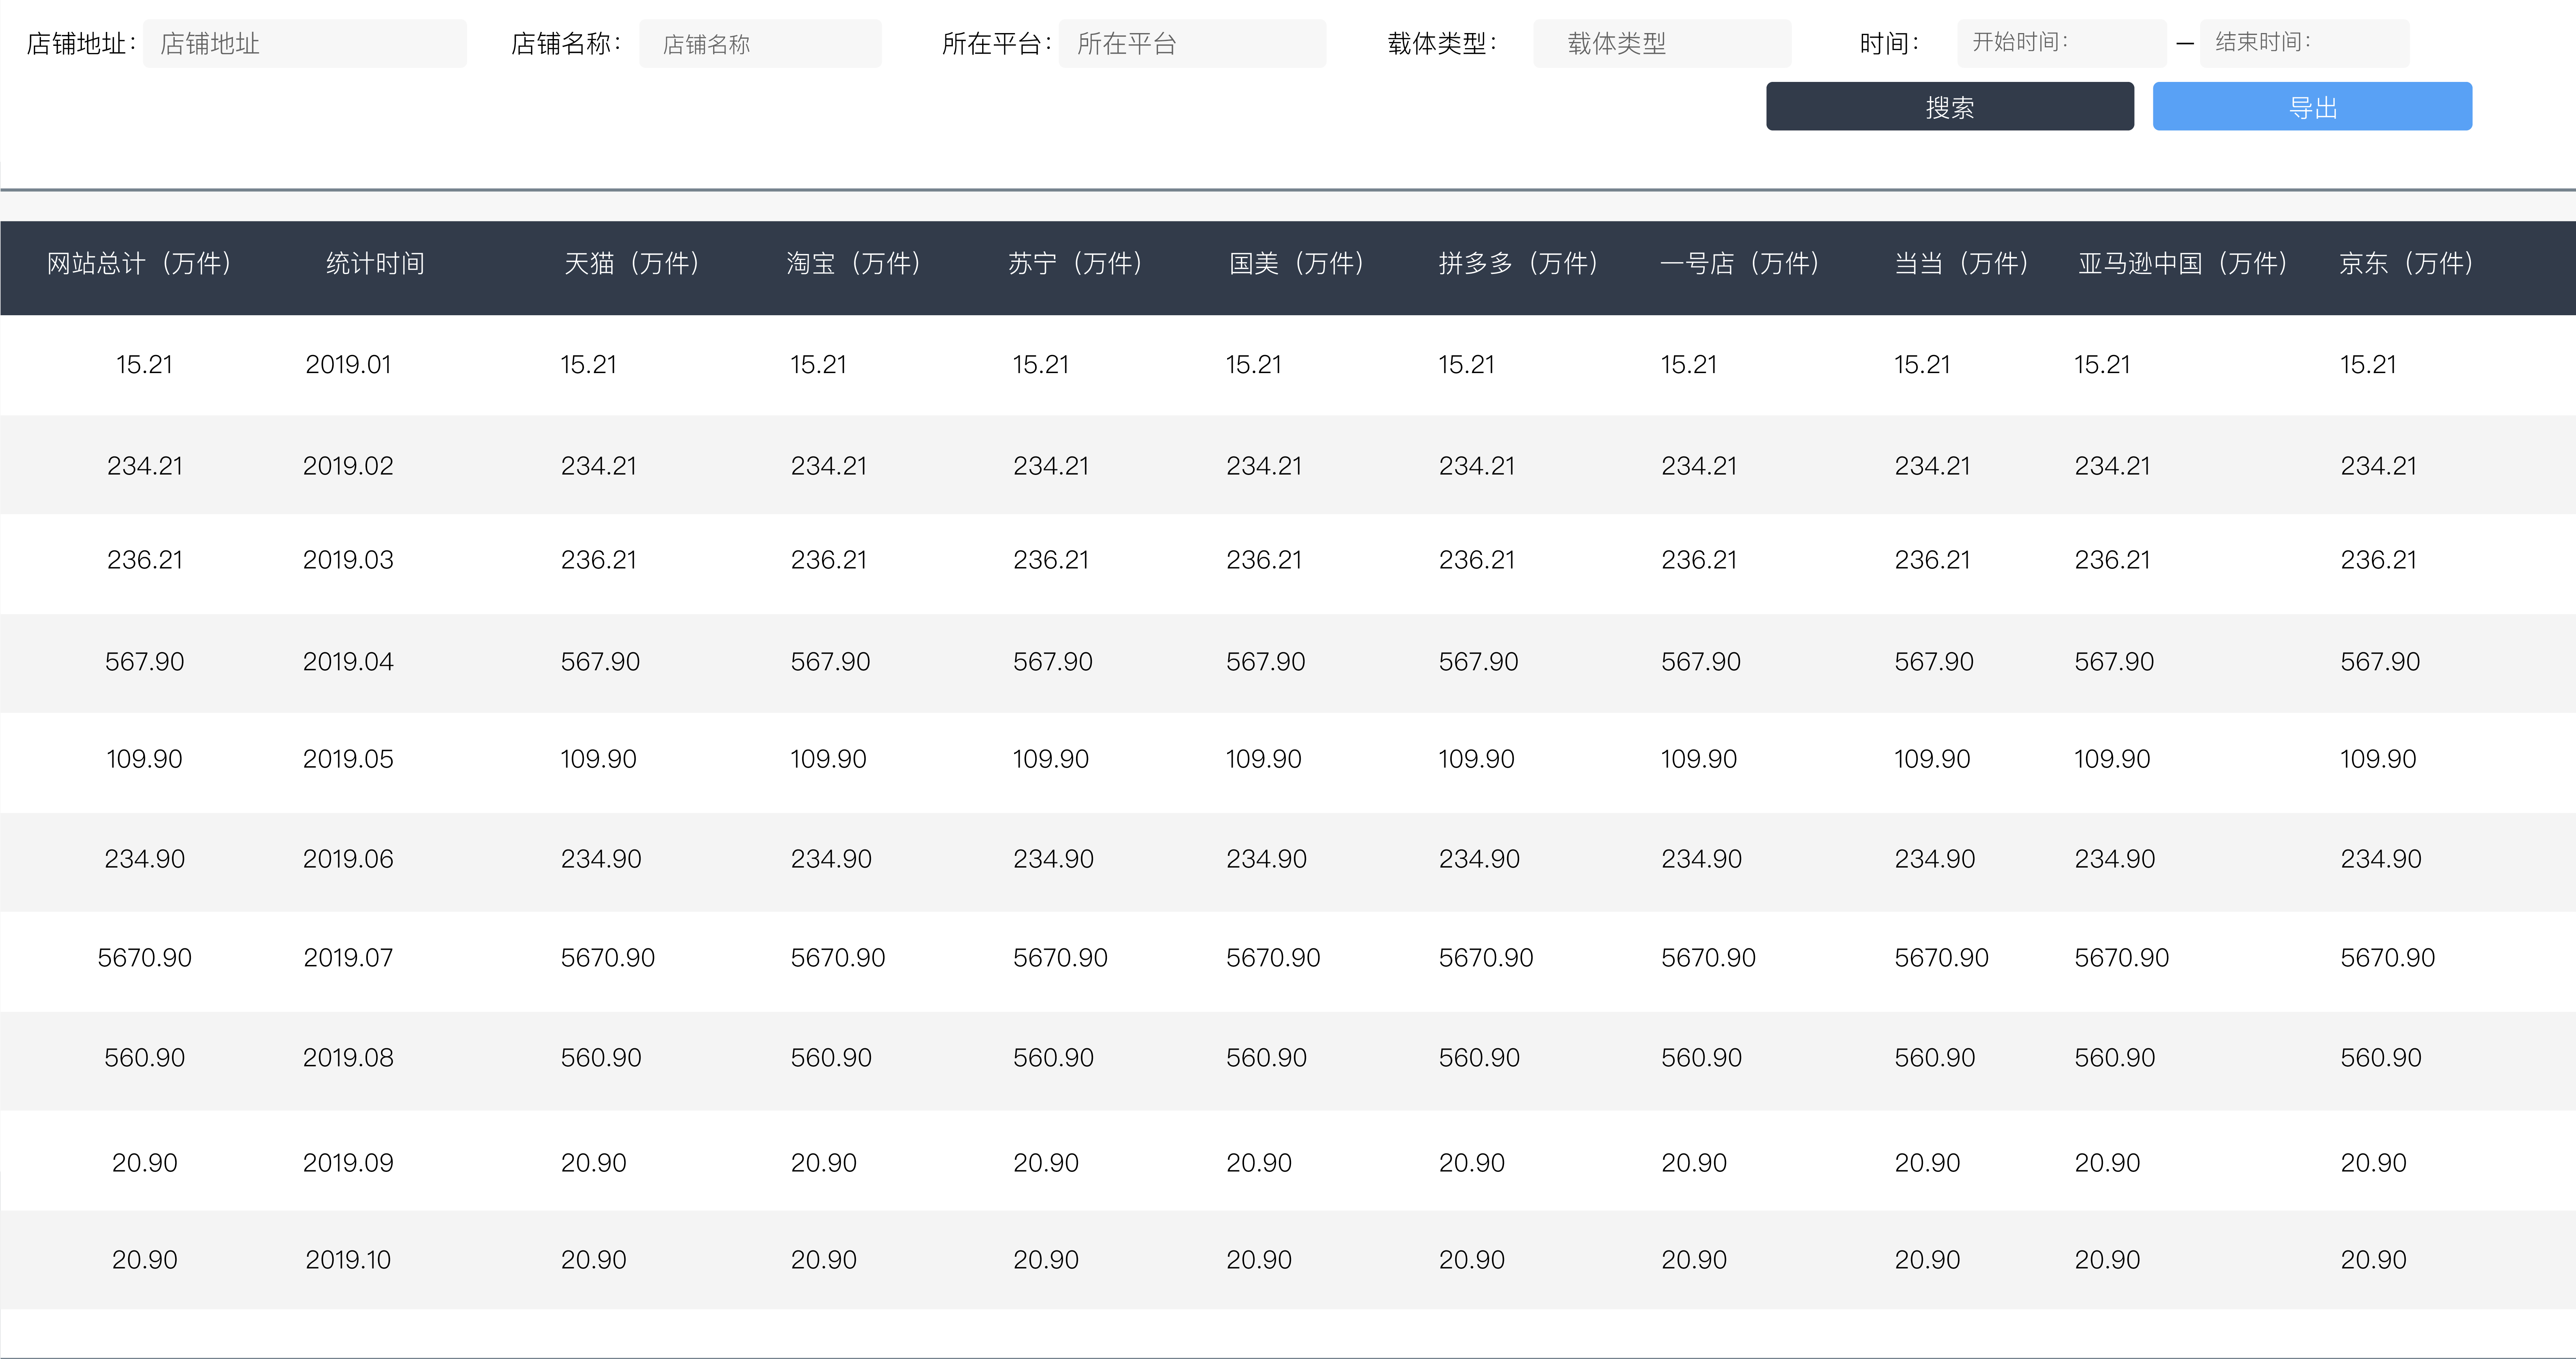 店铺地址： 店铺地址 店铺名称： 店铺名称 所在平台： 所在平台 载体类型： 载体类型 时间： 开始时间： — 结束时间：
搜索 导出
网站总计（万件） 统计时间 天猫（万件） 淘宝（万件） 苏宁（万件） 国美（万件） 拼多多（万件） 一号店（万件） 当当（万件） 亚马逊中国（万件） 京东（万件）
15.21 2019.01 15.21 15.21 15.21 15.21 15.21 15.21 15.21 15.21 15.21
234.21 2019.02 234.21 234.21 234.21 234.21 234.21 234.21 234.21 234.21 234.21
236.21 2019.03 236.21 236.21 236.21 236.21 236.21 236.21 236.21 236.21 236.21
567.90 2019.04 567.90 567.90 567.90 567.90 567.90 567.90 567.90 567.90 567.90
109.90 2019.05 109.90 109.90 109.90 109.90 109.90 109.90 109.90 109.90 109.90
234.90 2019.06 234.90 234.90 234.90 234.90 234.90 234.90 234.90 234.90 234.90
5670.90 2019.07 5670.90 5670.90 5670.90 5670.90 5670.90 5670.90 5670.90 5670.90 5670.90
560.90 2019.08 560.90 560.90 560.90 560.90 560.90 560.90 560.90 560.90 560.90
20.90 2019.09 20.90 20.90 20.90 20.90 20.90 20.90 20.90 20.90 20.90
20.90 2019.10 20.90 20.90 20.90 20.90 20.90 20.90 20.90 20.90 20.90